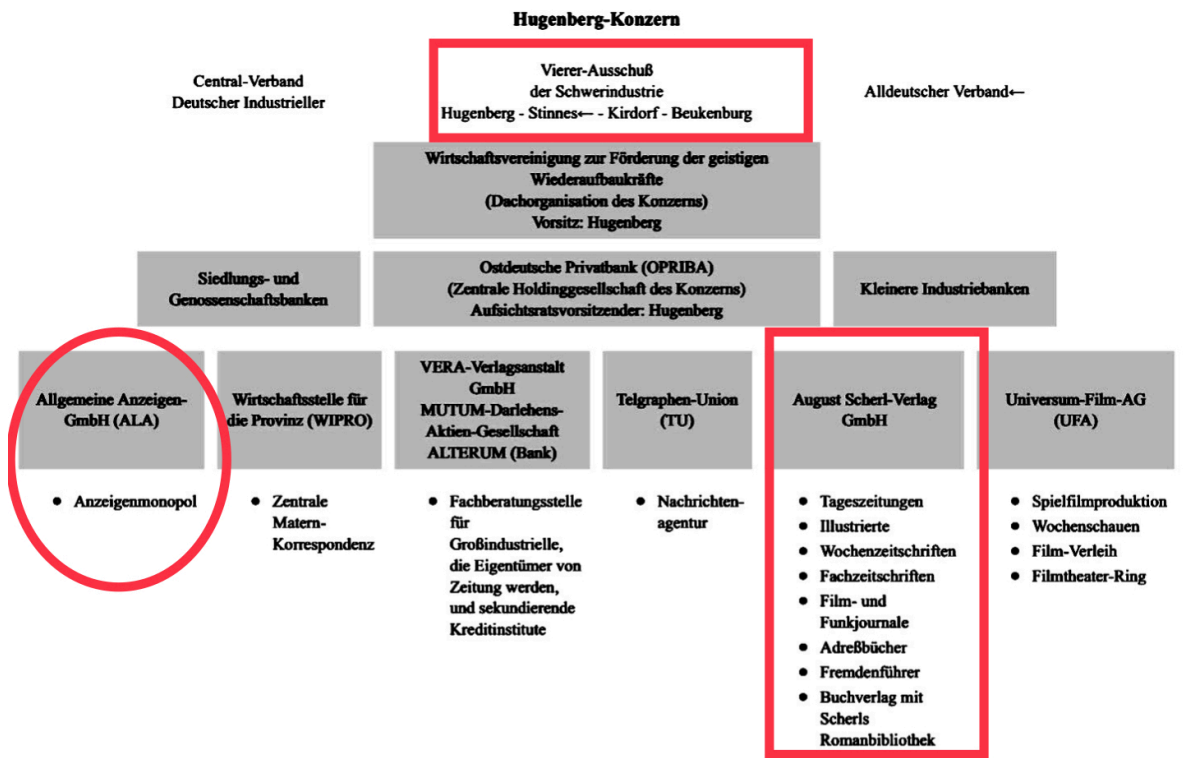 Hugenberg-Konzern
Central-Verband
Deutscher Industrieller
Vierer-Ausschuß
der Schwerindustrie
Hugenberg - Stinnes← - Kirdorf - Beukenburg
Alldeutscher Verband←
Wirtschaftsvereinigung zur Förderung der geistigen
Wiederaufbaukräfte
(Dachorganisation des Konzerns)
Vorsitz: Hugenberg
Siedlungs- und
Genossenschaftsbanken
Ostdeutsche Privatbank (OPRIBA)
(Zentrale Holdinggesellschaft des Konzerns)
Aufsichtsratsvorsitzender: Hugenberg
Kleinere Industriebanken
Allgemeine Anzeigen-
GmbH (ALA)
Wirtschaftsstelle für
die Provinz (WIPRO)
VERA-Verlagsanstalt
GmbH
MUTUM-Darlehens-
Aktien-Gesellschaft
ALTERUM (Bank)
Telgraphen-Union
(TU)
August Scherl-Verlag
GmbH
Universum-Film-AG
(UFA)
• Anzeigenmonopol
• Zentrale
Matern-
Korrespondenz
• Fachberatungsstelle
für
Großindustrielle,
die Eigentümer von
Zeitung werden,
und sekundierende
Kreditinstitute
• Nachrichten-
agentur
• Tageszeitungen
• Illustrierte
• Wochenzeitschriften
• Fachzeitschriften
• Film- und
Funkjournale
• Adreßbücher
• Fremdenführer
• Buchverlag mit
Scherls
Romanbibliothek
• Spielfilmproduktion
• Wochenschauen
• Film-Verleih
• Filmtheater-Ring